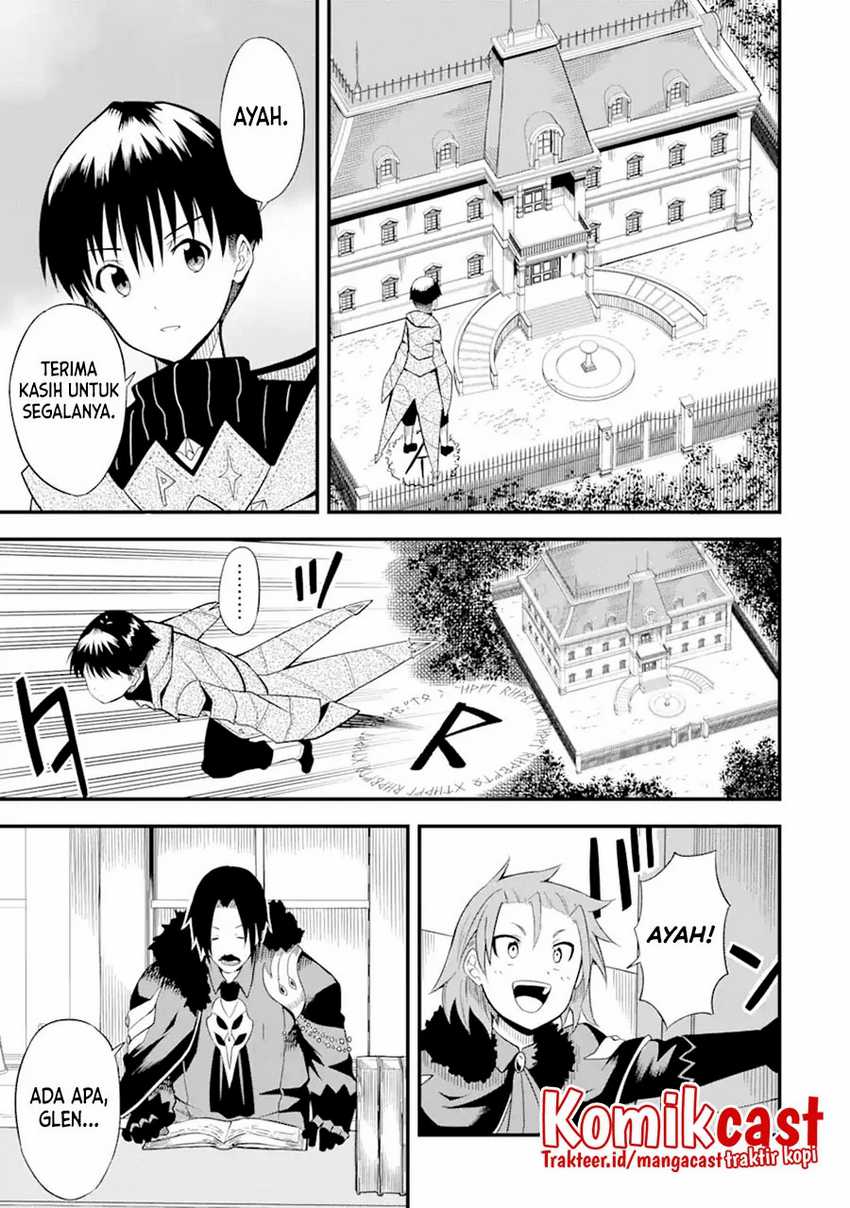 AYAH.
TERIMA
KASIH UNTUK
SEGALANYA.
.......
R
AYAH!
ADA APA,
GLEN...
Komikcast
Trakteer.id/mangacast traktir kopi